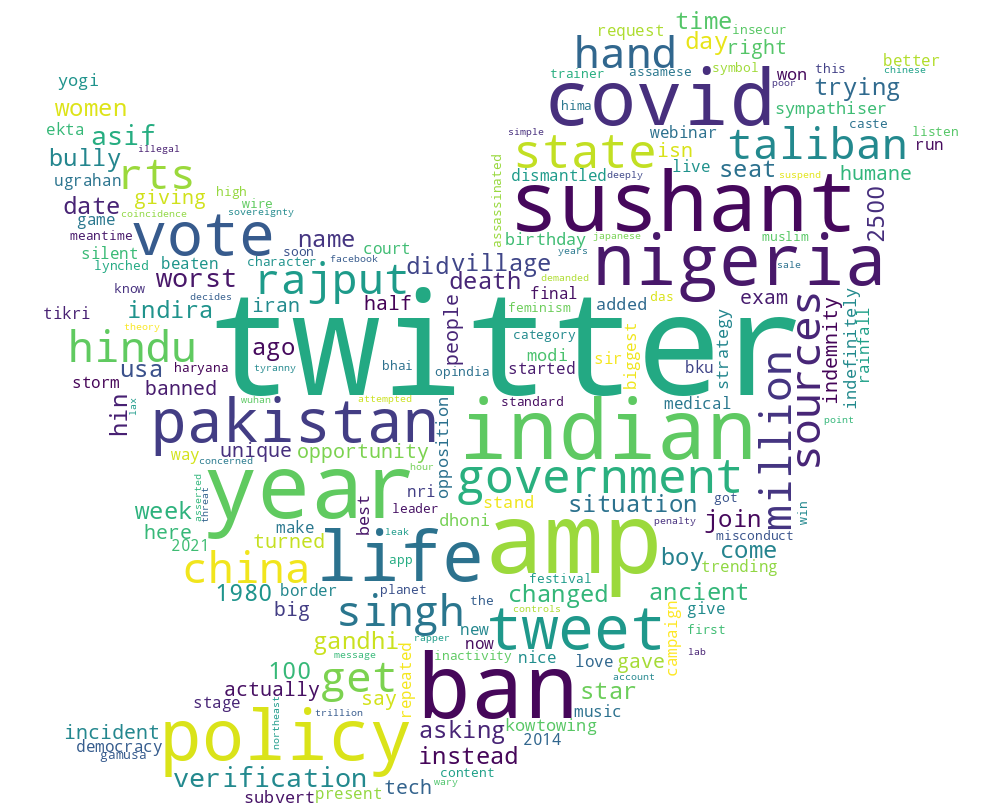 time
insecur
request
hand
day
right
yogi
covid
trainer
assamese
symbol
won
this
better
chinese
poor
trying
women
hima
sympathiser
ekta
asif
illegal
simple
state
isn
webinar
taliban
caste
listen
run
bully
rts
dismantled
deeply
live
seat
suspend
humane
ugrahan
giving
high
wire
assassinated
sushant
2500
date
coincidence
sovereignty
game
vote
name
meantime
silent
beaten
soon
character
facebook
court
birthday
years
japanese
nigeria
muslim
sale
lynched
worst
rajput
did
village
death
demanded
know
decides
iran
half
people
final
added
das
exam
indemnity
indefinitely
rainfall
tikri
indira
twitter
feminism
sir
biggest
strategy
theory
hindu
ago
category
modi
started
bku
sources
usa
haryana
tyranny
bhai
opindia
storm
banned
wuhan
attempted
standard
medical
million
hin
lax
pakistan
opposition
indian
point
unique
way
concerned
opportunity
hour
government
year
nri
leader
best
stand
situation
got
win
asserted
threat
week
here
make
leak
dhoni
amp
penalty
join
misconduct
2021
turned
life
app
boy
come
trending
china
festival
1980
border
planet
the
changed
ancient
big
singh
new
controls
tweet
give
campaign
gandhi
rapper
now
first
message
inactivity
nice
love
gave
lab
100
get
repeated
ban
account
star
actually
say
stage
trillion
music
kowtowing
incident
northeast
policy
asking
2014
democracy
gamusa
instead
verification
content
tech
wary
subvert
present